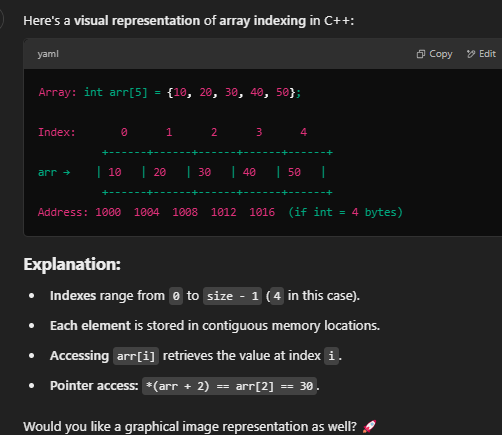 Here's a visual representation of array indexing in C++:
yaml Copy Edit
Array: int arr[5] = {10, 20, 30, 40, 50};
Index: 0 1 2 3 4
+------+------+------+------+------+
arr → | 10 | 20 | 30 | 40 | 50 |
+------+------+------+------+------+
Address: 1000 1004 1008 1012 1016 (if int = 4 bytes)
Explanation:
• Indexes range from 0 to size - 1 (4 in this case).
• Each element is stored in contiguous memory locations.
• Accessing arr[i] retrieves the value at index i.
• Pointer access: *(arr + 2) == arr[2] == 30.
Would you like a graphical image representation as well? 🚀